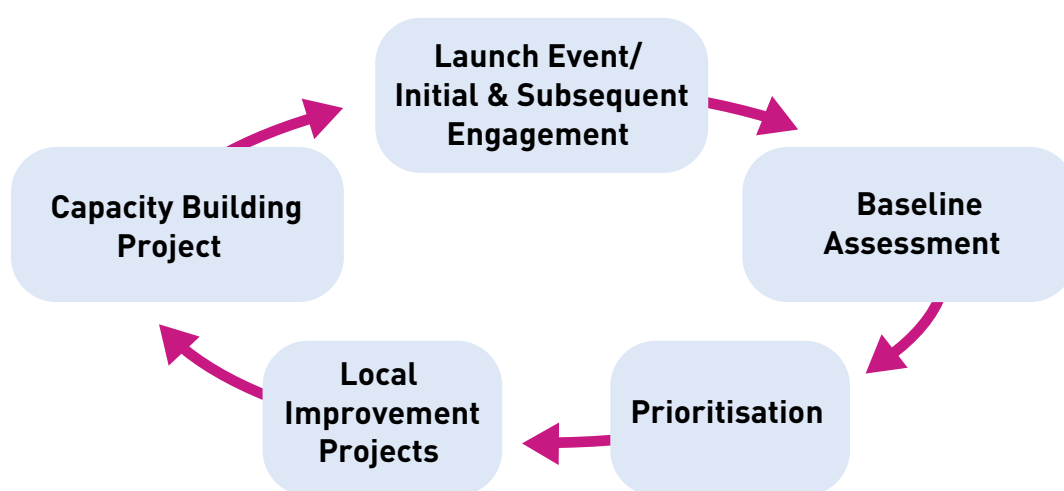 Launch Event/
Initial & Subsequent
Engagement
Baseline
Assessment
Prioritisation
Local
Improvement
Projects
Capacity Building
Project